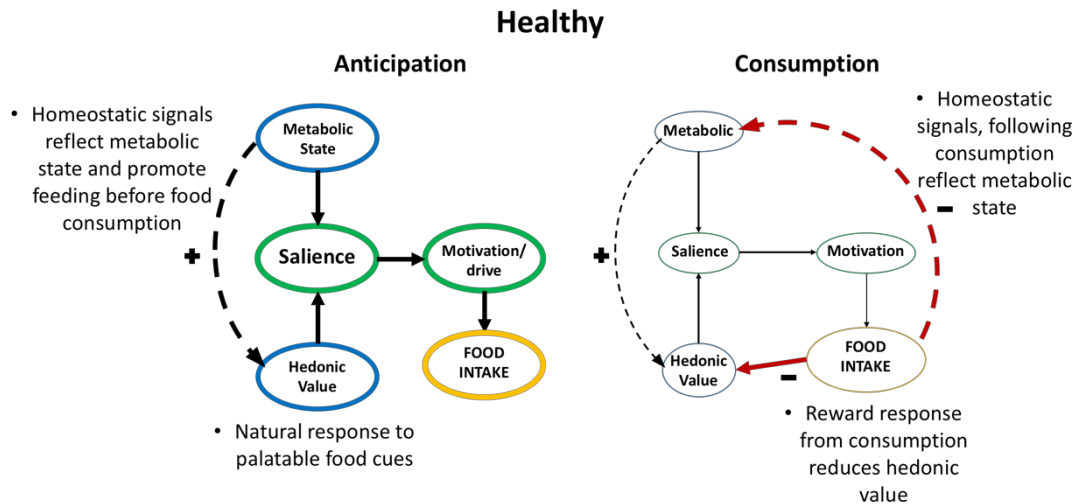 Healthy
Anticipation
• Homeostatic signals
reflect metabolic
state and promote
feeding before food
consumption
Metabolic
State
+
Salience
Motivation/
drive
Hedonic
Value
FOOD
INTAKE
• Natural response to
palatable food cues
Consumption
• Homeostatic
signals, following
consumption
reflect metabolic
state
Metabolic
+
–
Salience
Motivation
Hedonic
Value
–
FOOD
INTAKE
• Reward response
from consumption
reduces hedonic
value